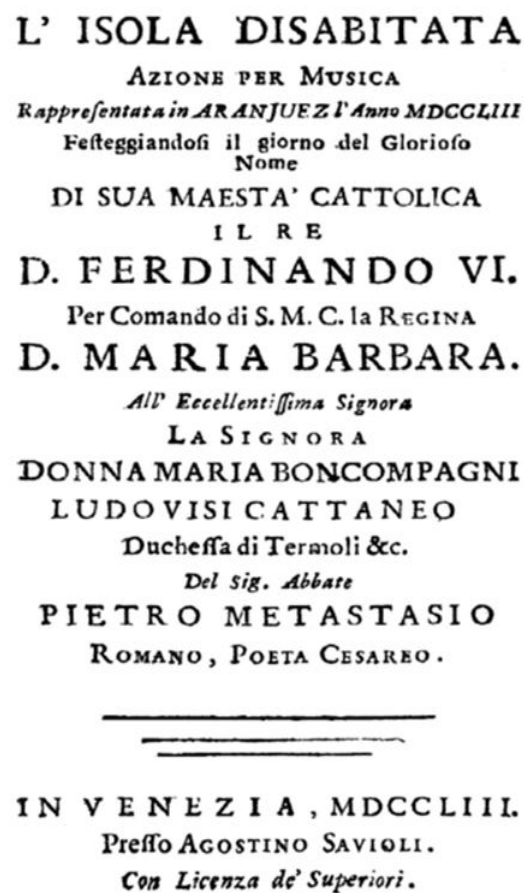 L' ISOLA DISABITATA
AZIONE PER MUSICA
Rappreſentata in ARANJUEZ l'Anno MDCCLIII
Feſteggiandoſi il giorno del Glorioſo
Nome
DI SUA MAESTA' CATTOLICA
IL RE
D. FERDINANDO VI.
Per Comando di S. M. C. la REGINA
D. MARIA BARBARA.
All' Eccellentiſſima Signora
LA SIGNORA
DONNA MARIA BONCOMPAGNI
LUDOVISI CATTANEO
Ducheſſa di Termoli &c.
Del Sig. Abbate
PIETRO METASTASIO
ROMANO, POETA CESAREO.
IN VENEZIA, MDCCLIII.
Preſſo AGOSTINO SAVIOLI.
Con Licenza de' Superiori.